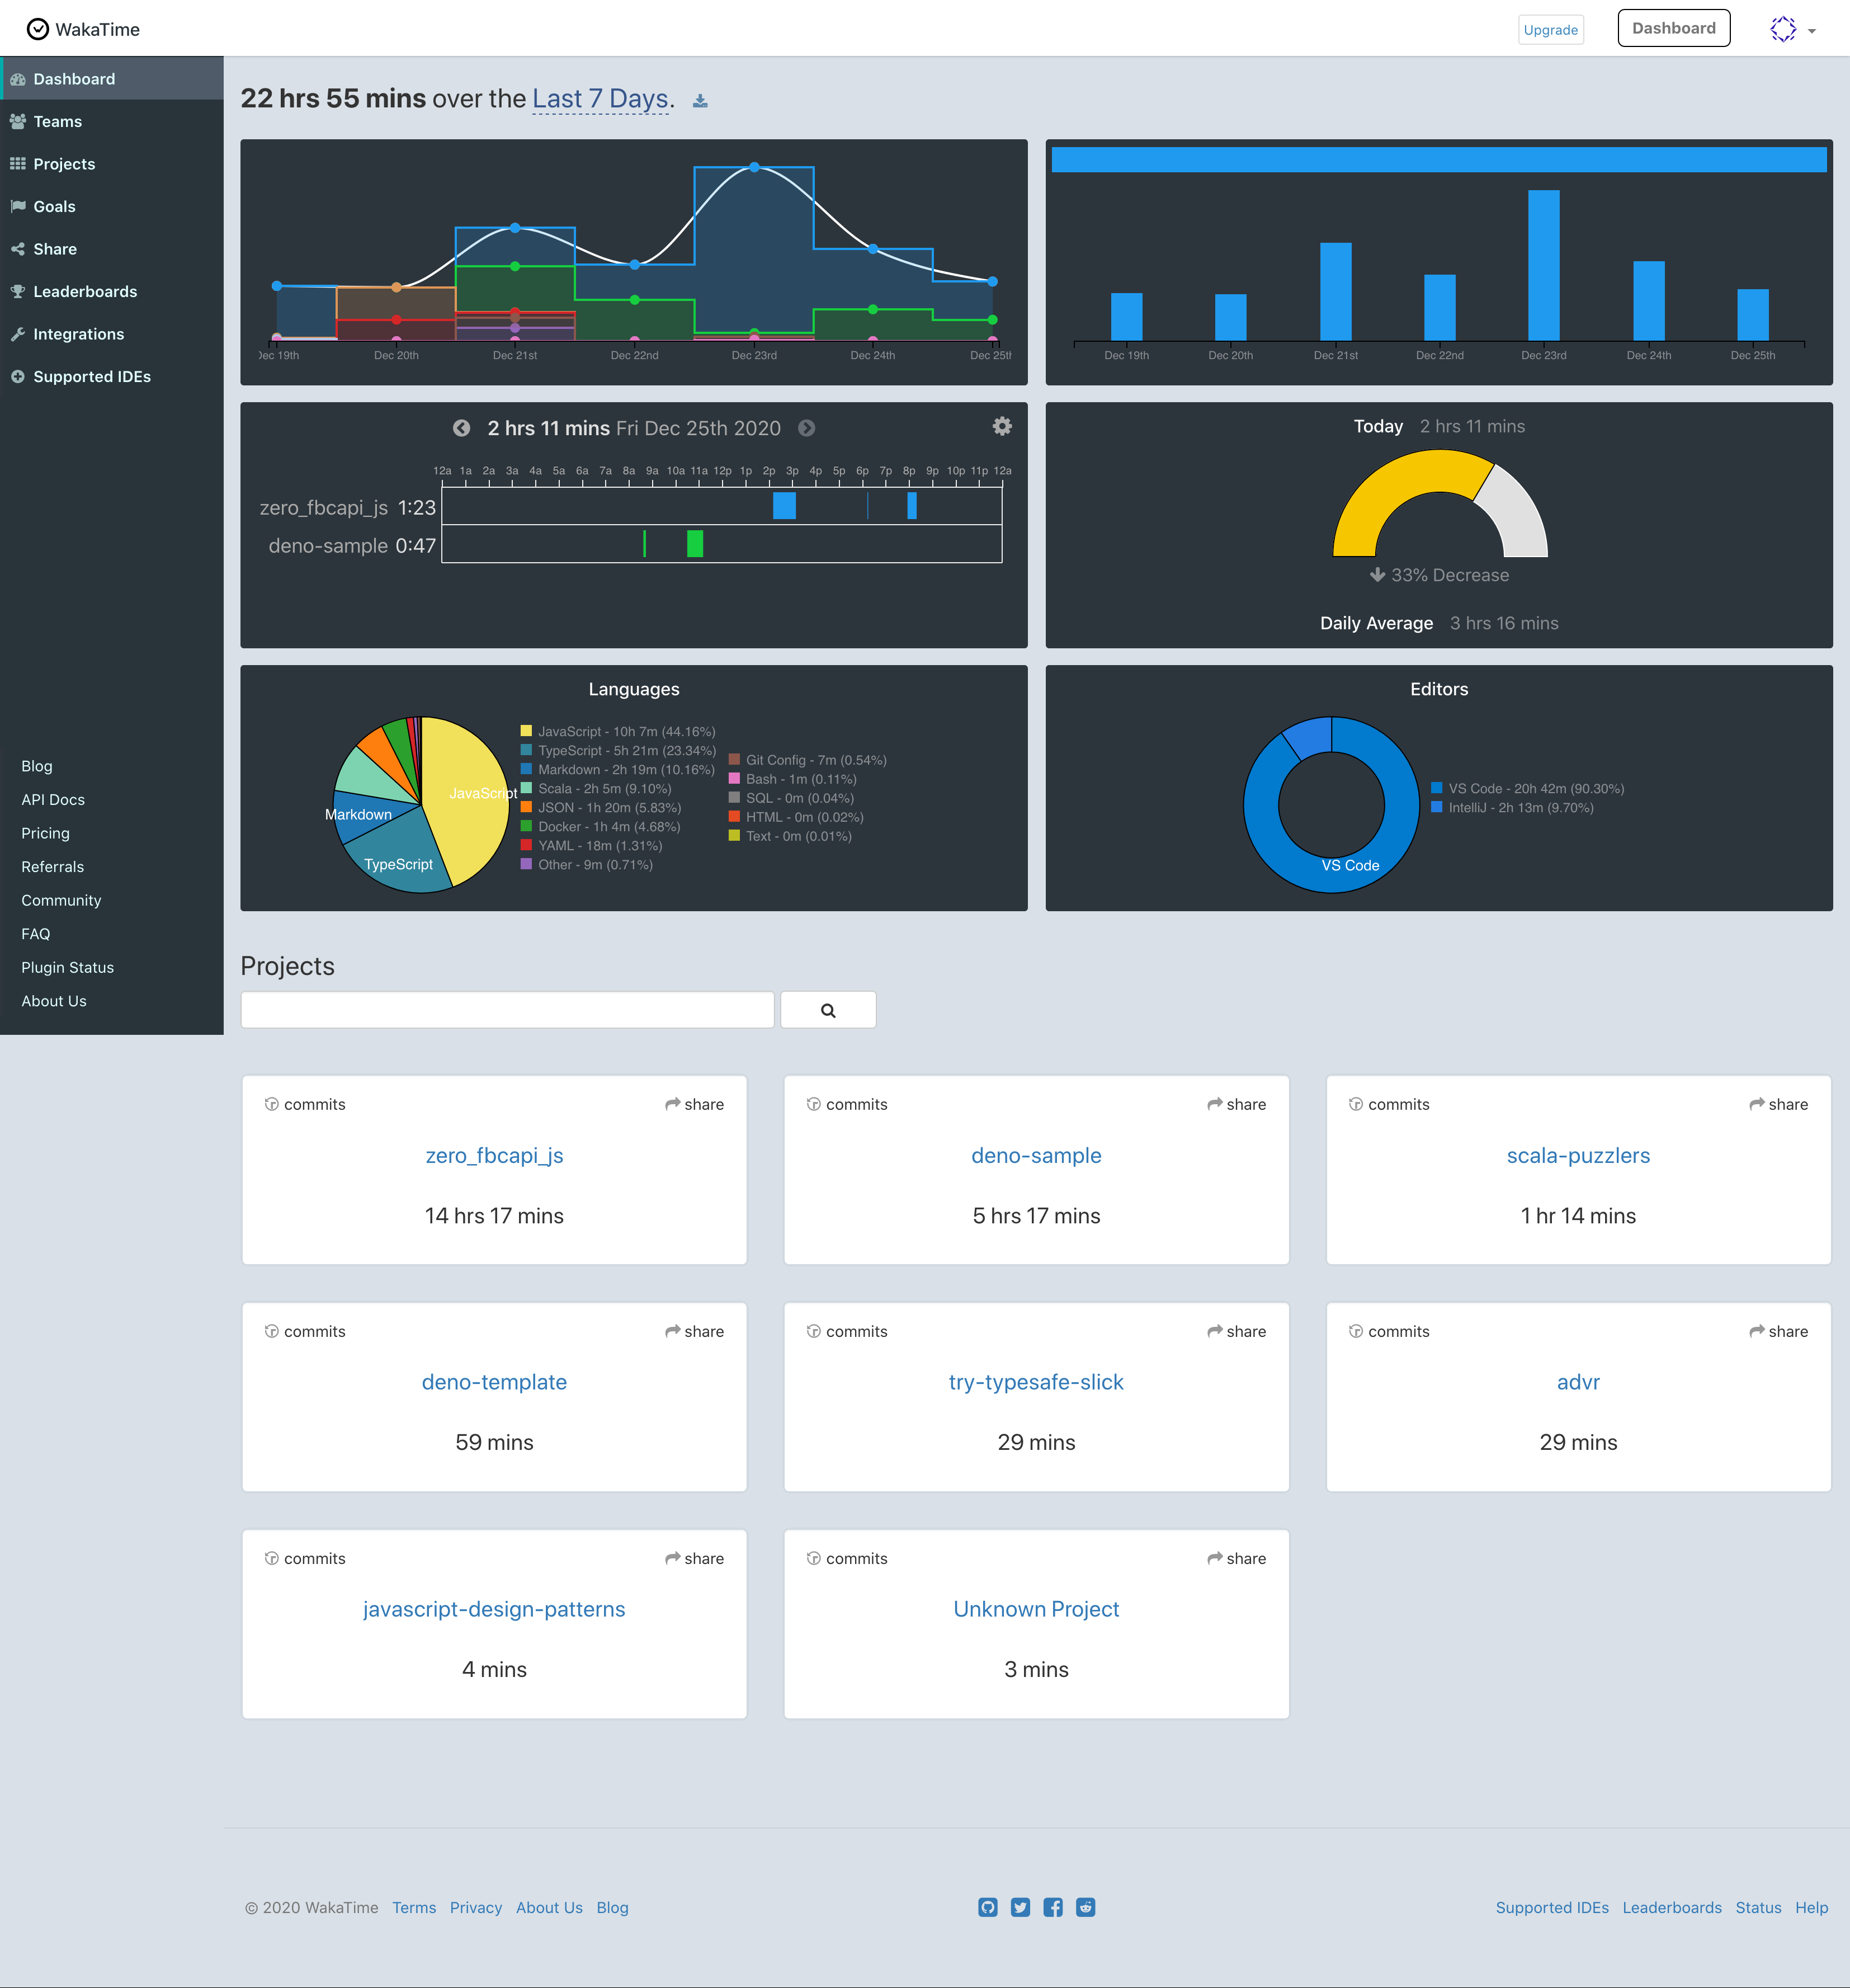 WakaTime
Upgrade
Dashboard
Dashboard
Teams
Projects
Goals
Share
Leaderboards
Integrations
Supported IDEs
Blog
API Docs
Pricing
Referrals
Community
FAQ
Plugin Status
About Us
22 hrs 55 mins over the Last 7 Days.
Dec 19th Dec 20th Dec 21st Dec 22nd Dec 23rd Dec 24th Dec 25th
Dec 19th Dec 20th Dec 21st Dec 22nd Dec 23rd Dec 24th Dec 25th
2 hrs 11 mins Fri Dec 25th 2020
12a 1a 2a 3a 4a 5a 6a 7a 8a 9a 10a 11a 12p 1p 2p 3p 4p 5p 6p 7p 8p 9p 10p 11p 12a
zero_fbcapi_js 1:23
deno-sample 0:47
Today 2 hrs 11 mins
33% Decrease
Daily Average 3 hrs 16 mins
Languages
JavaScript
Markdown
TypeScript
JavaScript - 10h 7m (44.16%)
TypeScript - 5h 21m (23.34%)
Markdown - 2h 19m (10.16%)
Scala - 2h 5m (9.10%)
JSON - 1h 20m (5.83%)
Docker - 1h 4m (4.68%)
YAML - 18m (1.31%)
Other - 9m (0.71%)
Git Config - 7m (0.54%)
Bash - 1m (0.11%)
SQL - 0m (0.04%)
HTML - 0m (0.02%)
Text - 0m (0.01%)
Editors
VS Code
VS Code - 20h 42m (90.30%)
IntelliJ - 2h 13m (9.70%)
Projects
commits share
zero_fbcapi_js
14 hrs 17 mins
commits share
deno-sample
5 hrs 17 mins
commits share
scala-puzzlers
1 hr 14 mins
commits share
deno-template
59 mins
commits share
try-typesafe-slick
29 mins
commits share
advr
29 mins
commits share
javascript-design-patterns
4 mins
commits share
Unknown Project
3 mins
© 2020 WakaTime Terms Privacy About Us Blog
Supported IDEs Leaderboards Status Help